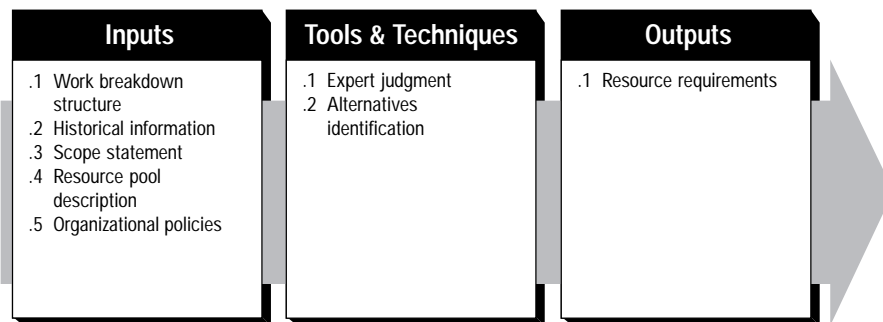 Inputs
.1 Work breakdown
structure
.2 Historical information
.3 Scope statement
.4 Resource pool
description
.5 Organizational policies
Tools & Techniques
.1 Expert judgment
.2 Alternatives
identification
Outputs
.1 Resource requirements